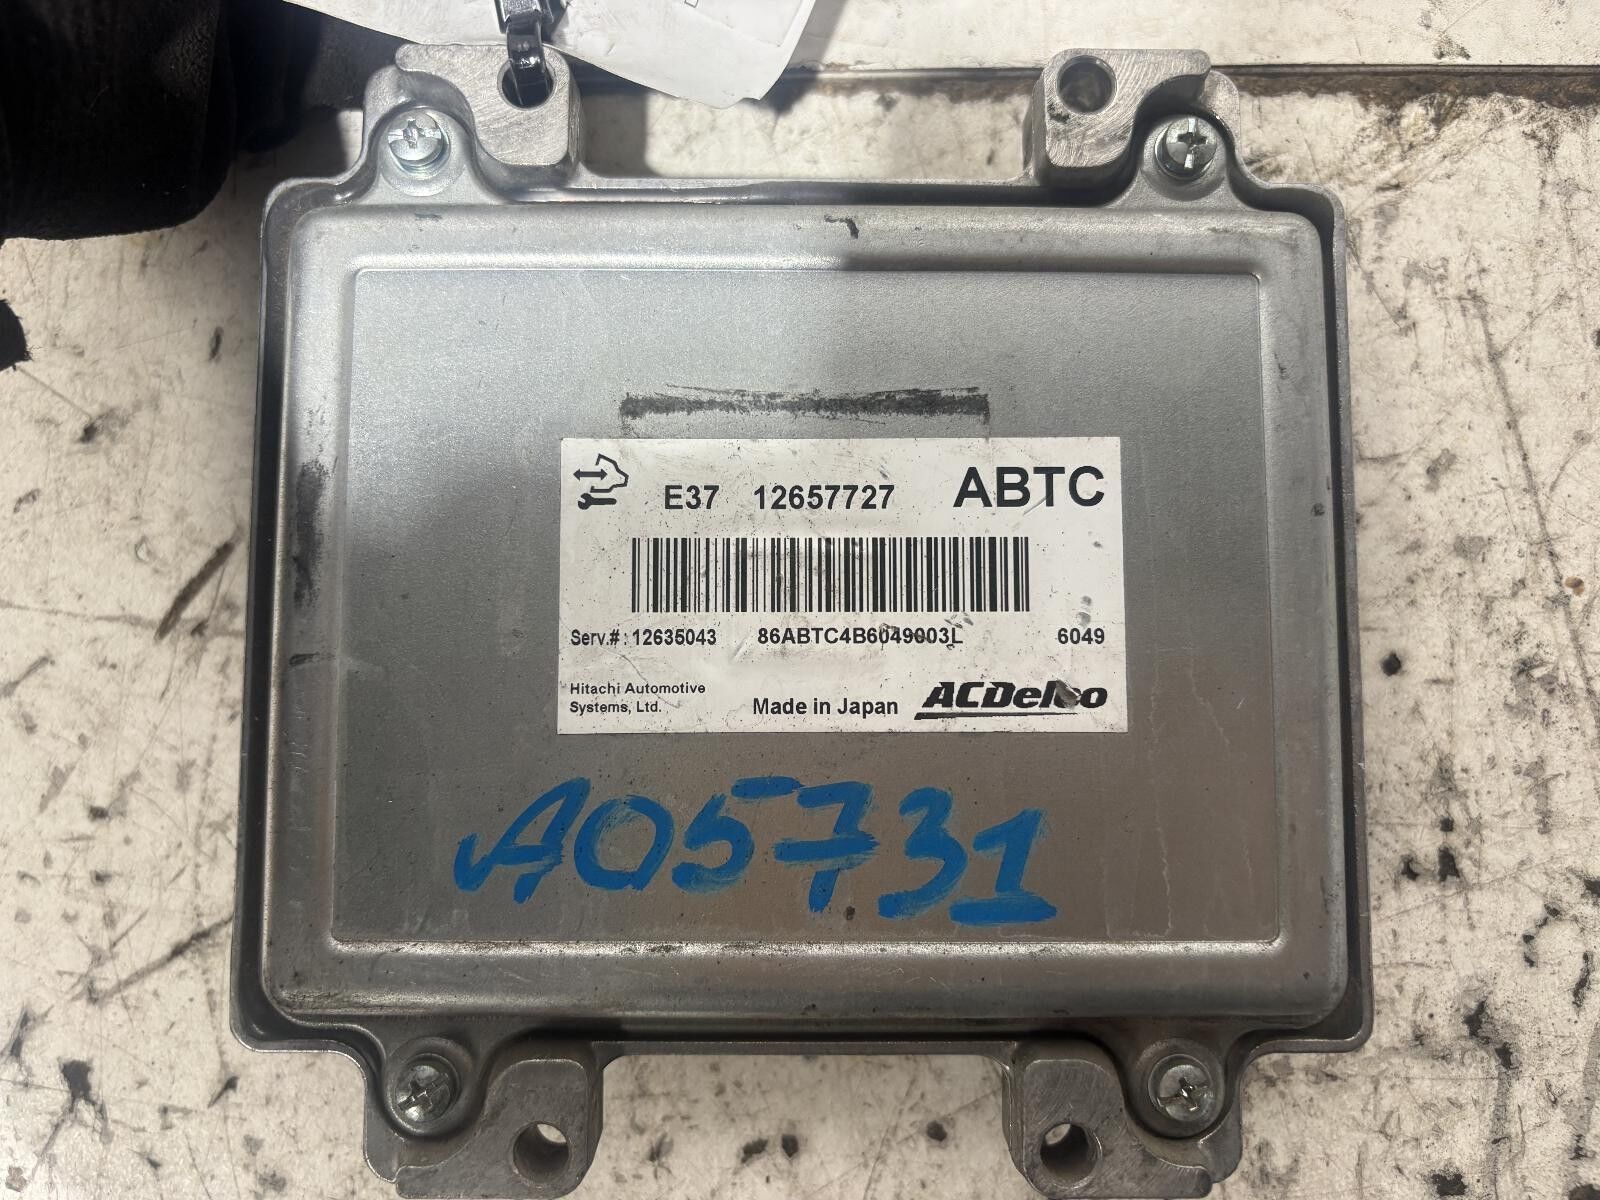 E37 12657727 ABTC
Serv.#: 12635043 86ABTC4B6049003L 6049
Hitachi Automotive
Systems, Ltd.
Made in Japan ACDelco
A05731